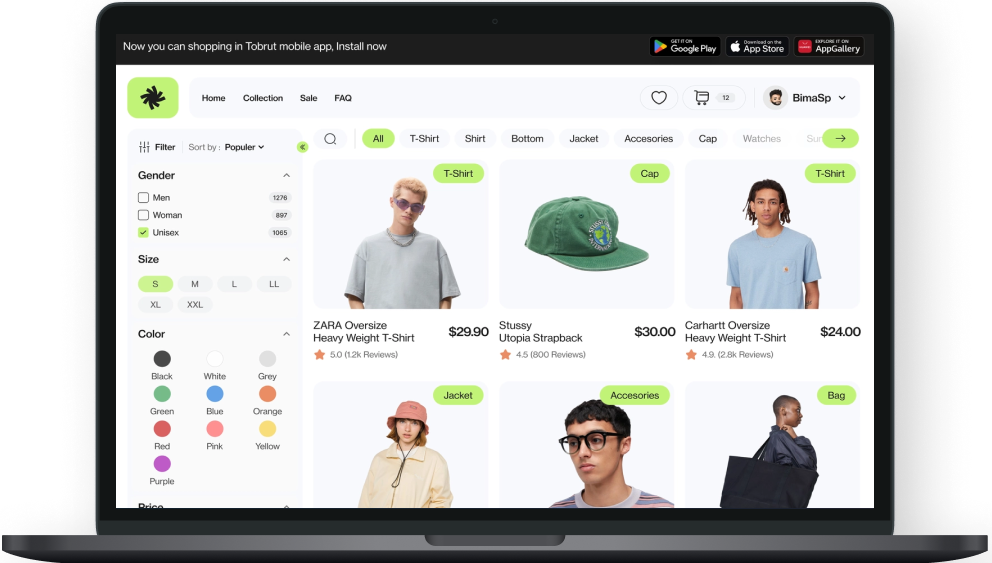 Now you can shopping in Tobrut mobile app, Install now
GET IT ON
Google Play
Download on the
App Store
EXPLORE IT ON
AppGallery
Home
Collection
Sale
FAQ
12
BimaSp
Filter
Sort by : Populer
All
T-Shirt
Shirt
Bottom
Jacket
Accesories
Cap
Watches
Gender
Men
1276
Woman
897
Unisex
1065
Size
S
M
L
LL
XL
XXL
Color
Black
White
Grey
Green
Blue
Orange
Red
Pink
Yellow
Purple
Price
T-Shirt
ZARA Oversize
Heavy Weight T-Shirt
$29.90
5.0 (1.2k Reviews)
Cap
Stussy
Utopia Strapback
$30.00
4.5 (800 Reviews)
T-Shirt
Carhartt Oversize
Heavy Weight T-Shirt
$24.00
4.9. (2.8k Reviews)
Jacket
Accesories
Bag